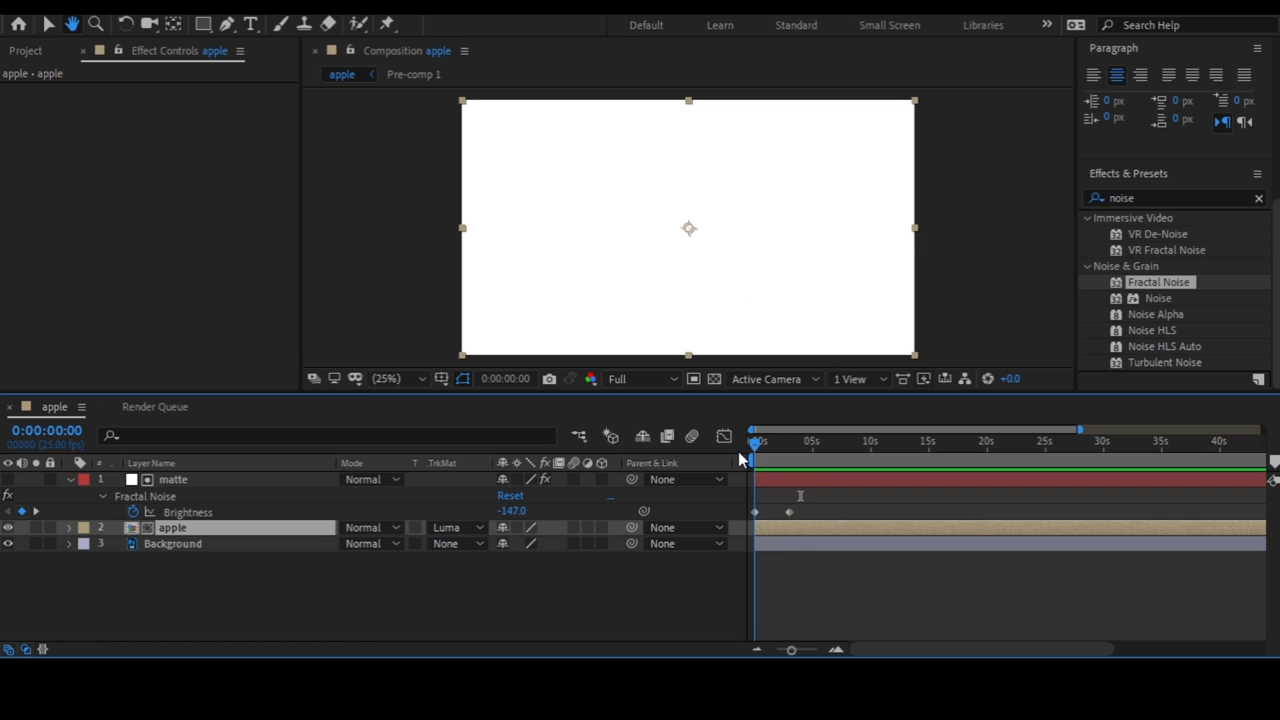 Default
Learn
Standard
Small Screen
Libraries
Search Help
Project
Effect Controls apple
Composition apple
Paragraph
apple • apple
apple
Pre-comp 1
0 px
0 px
0 px
0 px
0 px
Effects & Presets
noise
Immersive Video
VR De-Noise
VR Fractal Noise
Noise & Grain
Fractal Noise
Noise
Noise Alpha
Noise HLS
Noise HLS Auto
Turbulent Noise
(25%)
0:00:00:00
Full
Active Camera
1 View
+0.0
apple
Render Queue
0:00:00:00
00000 (25.00 fps)
00s 05s 10s 15s 20s 25s 30s 35s 40s
# Layer Name Mode T .TrkMat Parent & Link
1 matte Normal None
Fractal Noise Reset
Brightness -147.0
2 apple Normal Luma None
3 Background Normal None None